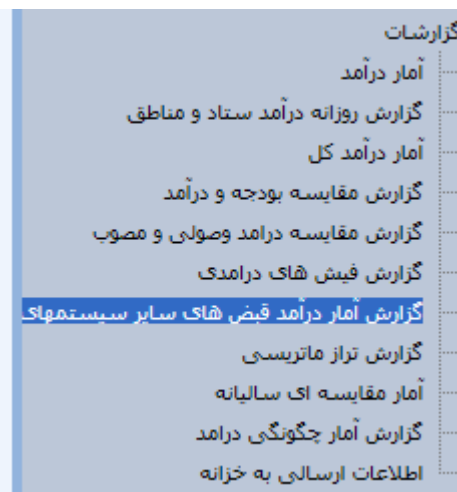 گزارشات
آمار درآمد
گزارش روزانه درآمد ستاد و مناطق
آمار درآمد کل
گزارش مقایسه بودجه و درآمد
گزارش مقایسه درامد وصولی و مصوب
گزارش فیش های درامدی
گزارش آمار درآمد قبض های سایر سیستمهای
گزارش تراز ماتریسی
آمار مقایسه ای سالیانه
گزارش آمار چگونگی درامد
اطلاعات ارسالی به خزانه